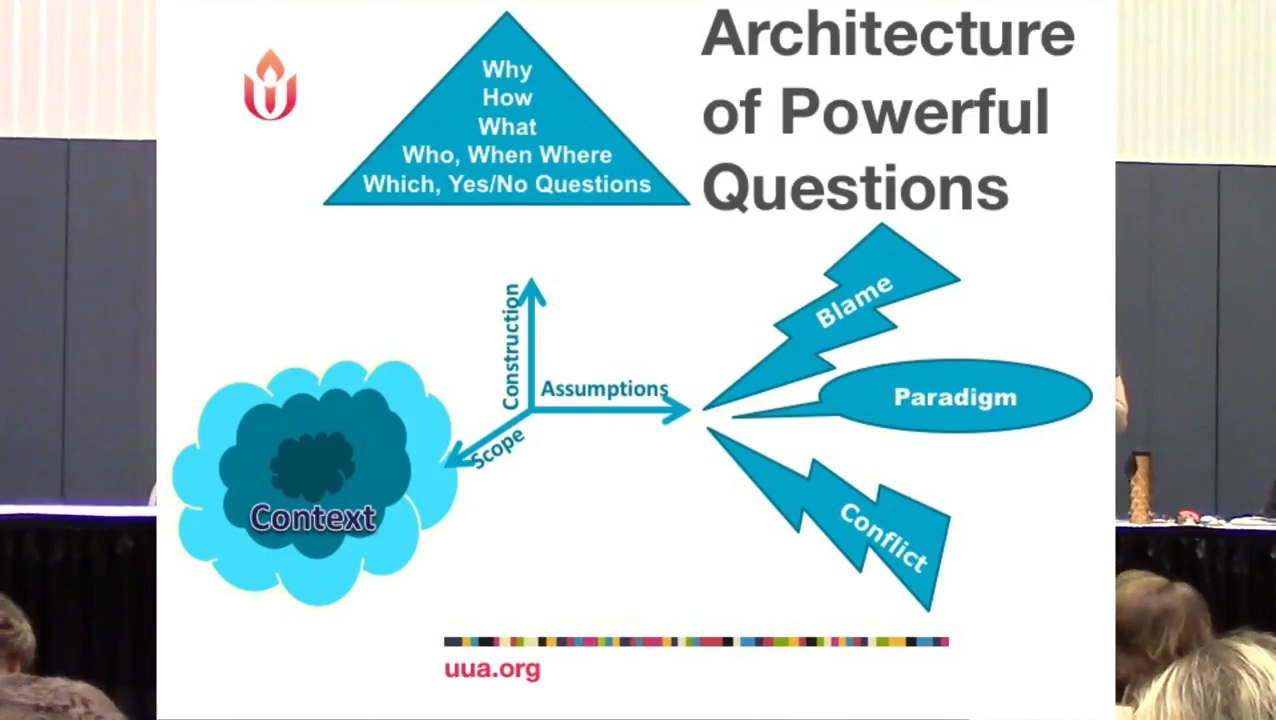 Architecture
of Powerful
Questions
Why
How
What
Who, When Where
Which, Yes/No Questions
Construction
Assumptions
Scope
Context
Blame
Paradigm
Conflict
uua.org